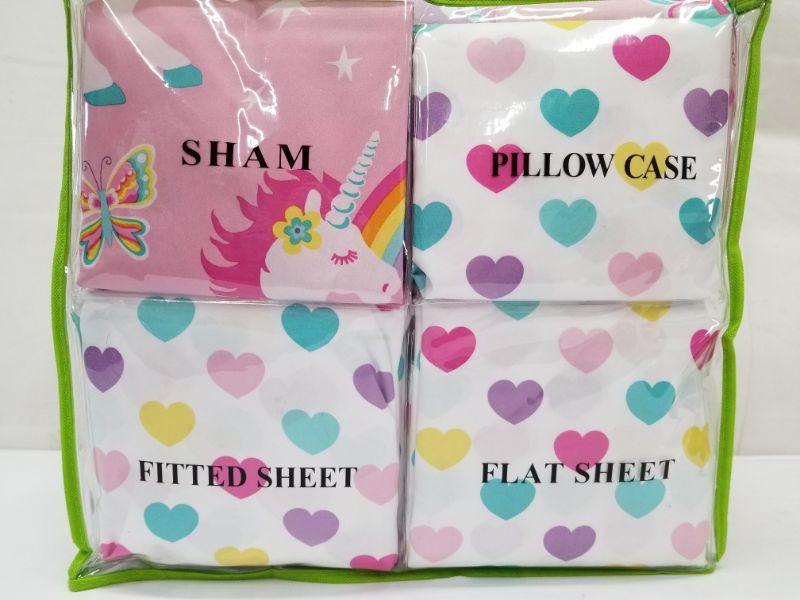 SHAM
PILLOW CASE
FITTED SHEET
FLAT SHEET